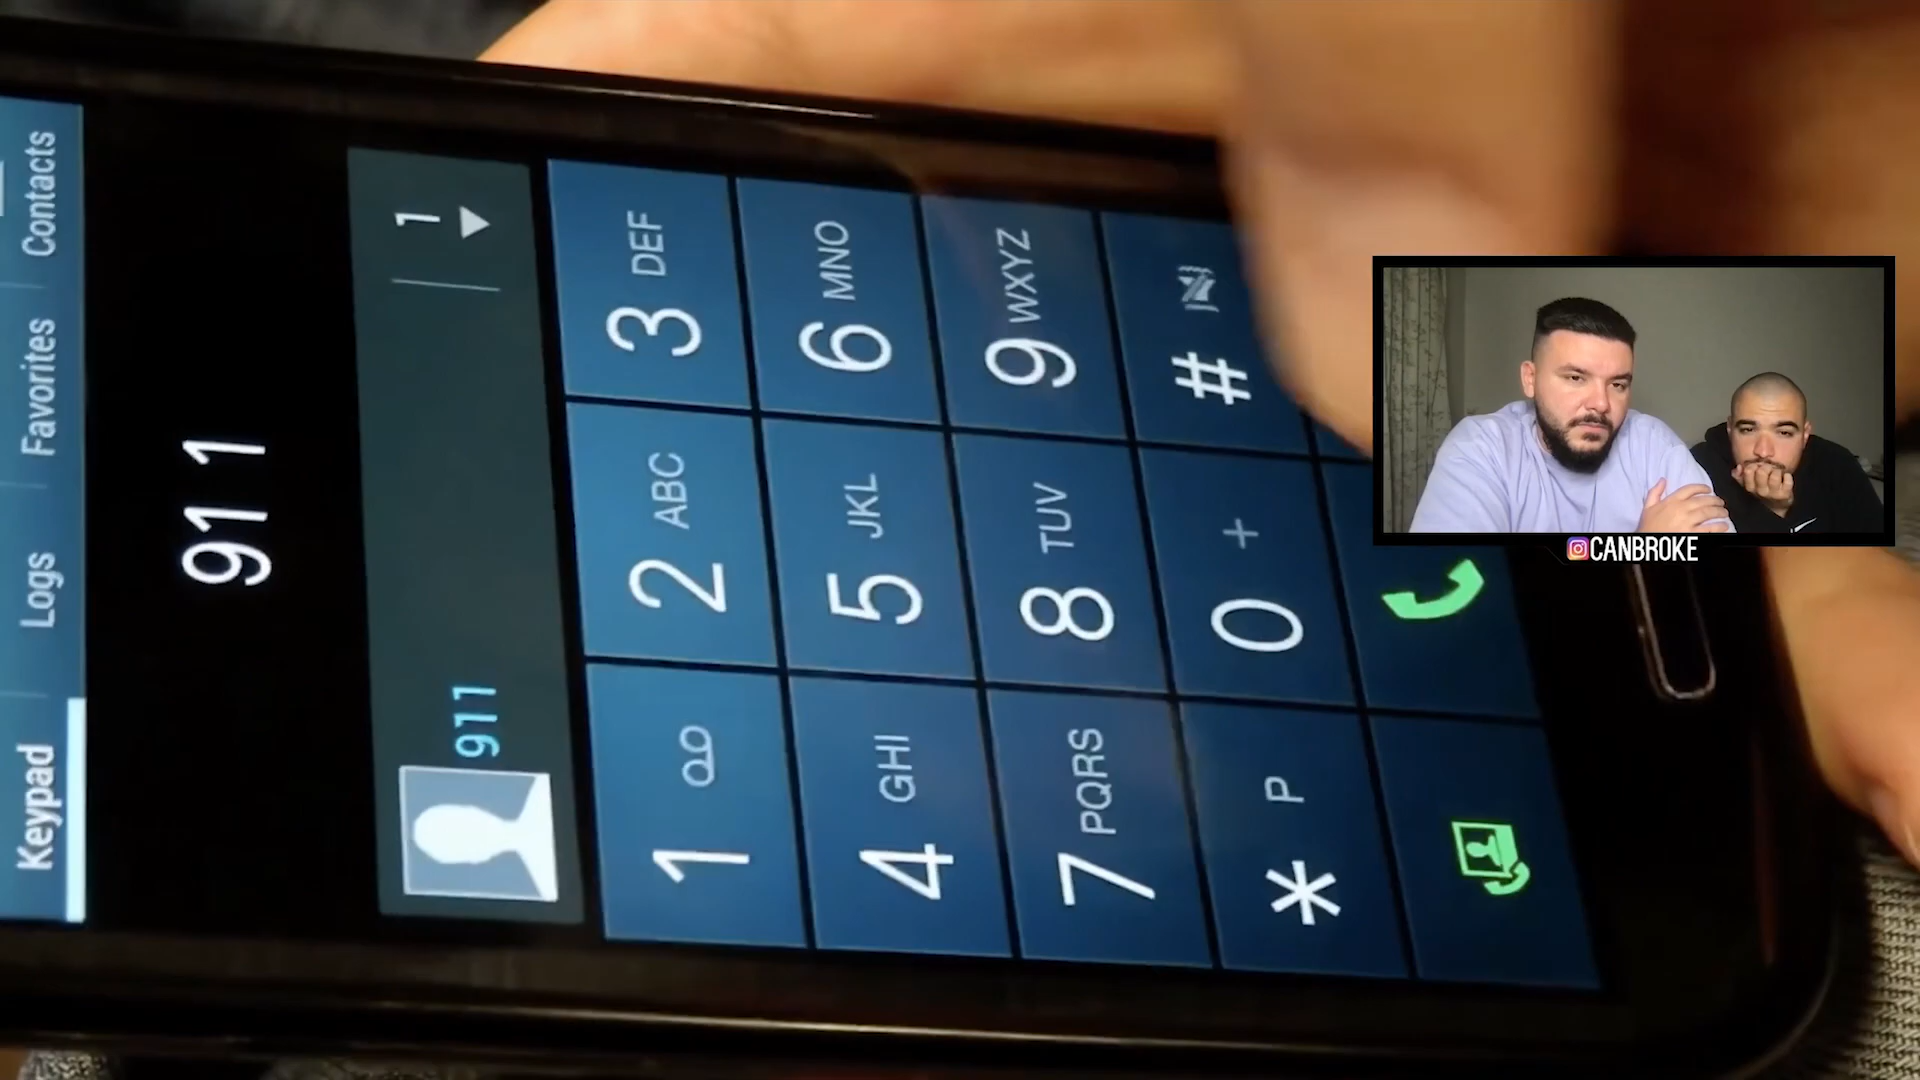 Keypad
Logs
Favorites
Contacts
911
911
1
1
2 ABC
3 DEF
4 GHI
5 JKL
6 MNO
7 PQRS
8 TUV
9 WXYZ
* P
0 +
#
CANBROKE